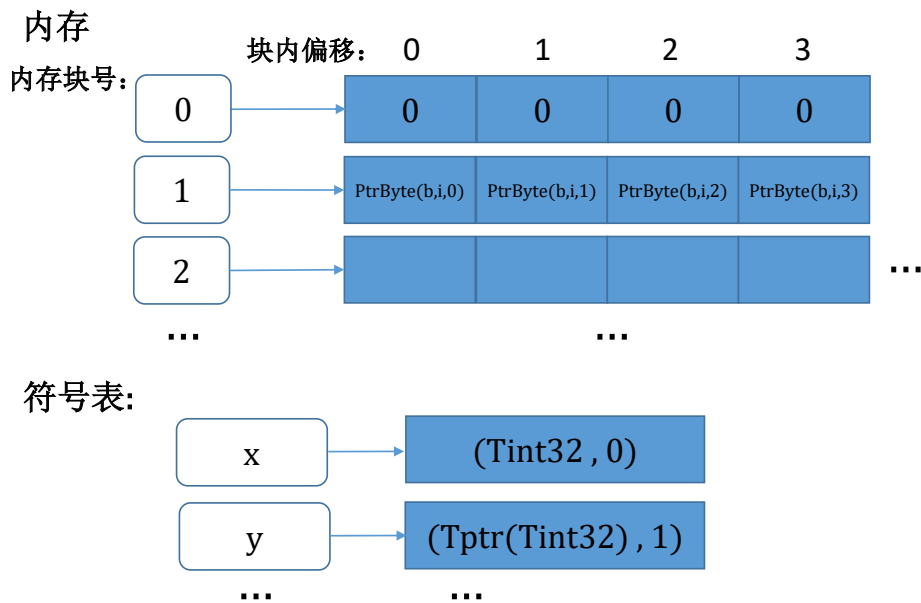 内存
块内偏移： 0 1 2 3
内存块号：
0 0 0 0 0
1 PtrByte(b,i,0) PtrByte(b,i,1) PtrByte(b,i,2) PtrByte(b,i,3)
2 ...
... ...
符号表:
x (Tint32 , 0)
y (Tptr(Tint32) , 1)
... ...